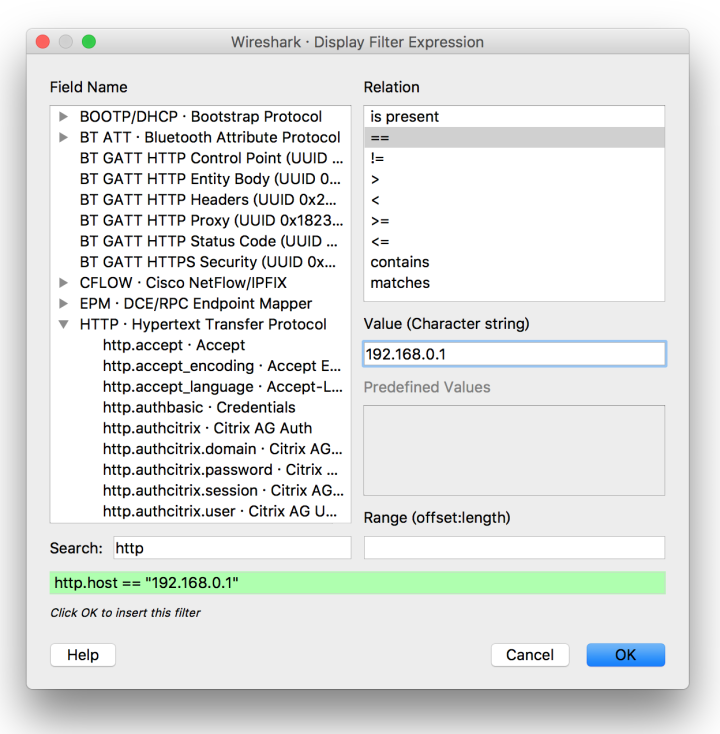 Wireshark · Display Filter Expression
Field Name
BOOTP/DHCP · Bootstrap Protocol
BT ATT · Bluetooth Attribute Protocol
BT GATT HTTP Control Point (UUID ...
BT GATT HTTP Entity Body (UUID 0...
BT GATT HTTP Headers (UUID 0x2...
BT GATT HTTP Proxy (UUID 0x1823...
BT GATT HTTP Status Code (UUID ...
BT GATT HTTPS Security (UUID 0x...
CFLOW · Cisco NetFlow/IPFIX
EPM · DCE/RPC Endpoint Mapper
HTTP · Hypertext Transfer Protocol
http.accept · Accept
http.accept_encoding · Accept E...
http.accept_language · Accept-L...
http.authbasic · Credentials
http.authcitrix · Citrix AG Auth
http.authcitrix.domain · Citrix AG...
http.authcitrix.password · Citrix ...
http.authcitrix.session · Citrix AG...
http.authcitrix.user · Citrix AG U...
Search: http
Relation
is present
==
!=
>
<
>=
<=
contains
matches
Value (Character string)
192.168.0.1
Predefined Values
Range (offset:length)
http.host == "192.168.0.1"
Click OK to insert this filter
Help
Cancel
OK